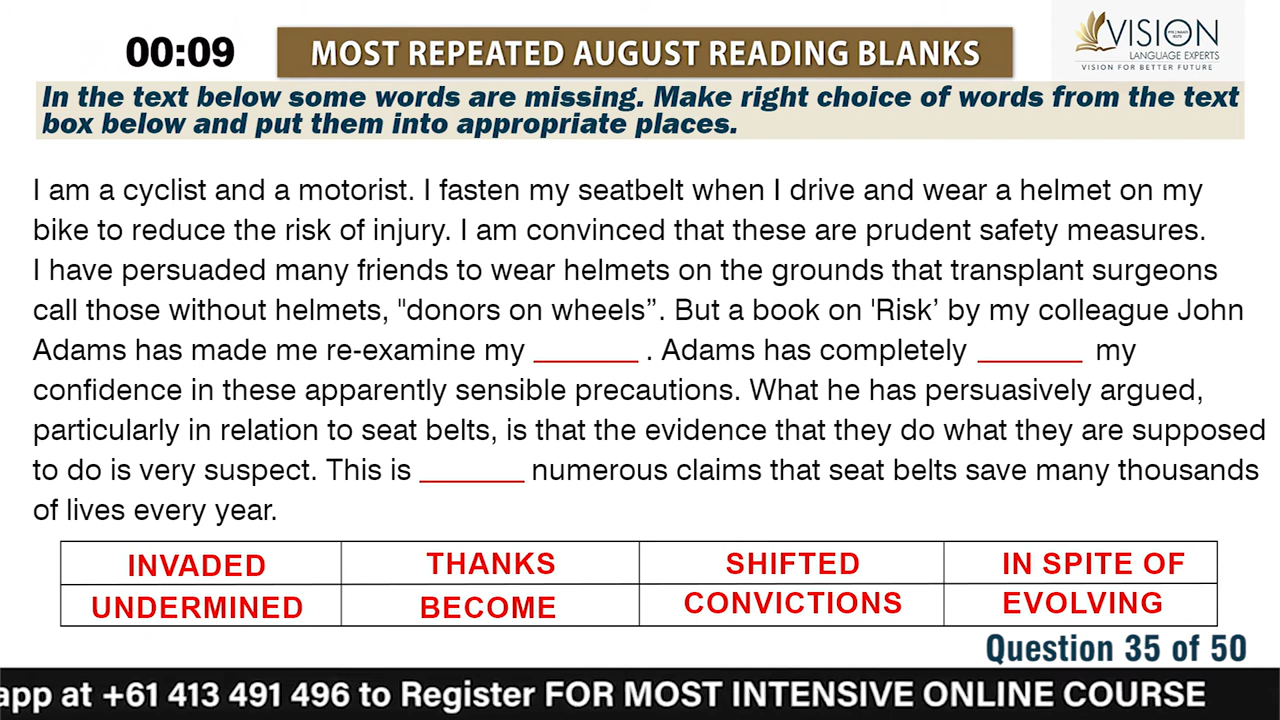 00:09
MOST REPEATED AUGUST READING BLANKS
VISION
LANGUAGE EXPERTS
VISION FOR BETTER FUTURE
In the text below some words are missing. Make right choice of words from the text
box below and put them into appropriate places.
I am a cyclist and a motorist. I fasten my seatbelt when I drive and wear a helmet on my
bike to reduce the risk of injury. I am convinced that these are prudent safety measures.
I have persuaded many friends to wear helmets on the grounds that transplant surgeons
call those without helmets, "donors on wheels”. But a book on 'Risk’ by my colleague John
Adams has made me re-examine my _______ . Adams has completely _______ my
confidence in these apparently sensible precautions. What he has persuasively argued,
particularly in relation to seat belts, is that the evidence that they do what they are supposed
to do is very suspect. This is _______ numerous claims that seat belts save many thousands
of lives every year.
INVADED THANKS SHIFTED IN SPITE OF
UNDERMINED BECOME CONVICTIONS EVOLVING
Question 35 of 50
app at +61 413 491 496 to Register FOR MOST INTENSIVE ONLINE COURSE